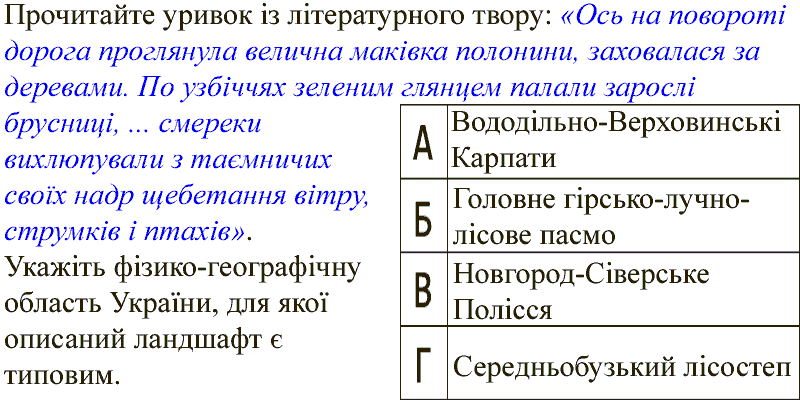 Прочитайте уривок із літературного твору: «Ось на повороті
дорога проглянула велична маківка полонини, заховалася за
деревами. По узбіччях зеленим глянцем палали зарослі
брусниці, ... смереки
вихлюпували з таємничих
своїх надр щебетання вітру,
струмків і птахів».
Укажіть фізико-географічну
область України, для якої
описаний ландшафт є
типовим.
А Вододільно-Верховинські
Карпати
Б Головне гірсько-лучно-
лісове пасмо
В Новгород-Сіверське
Полісся
Г Середньобузький лісостеп